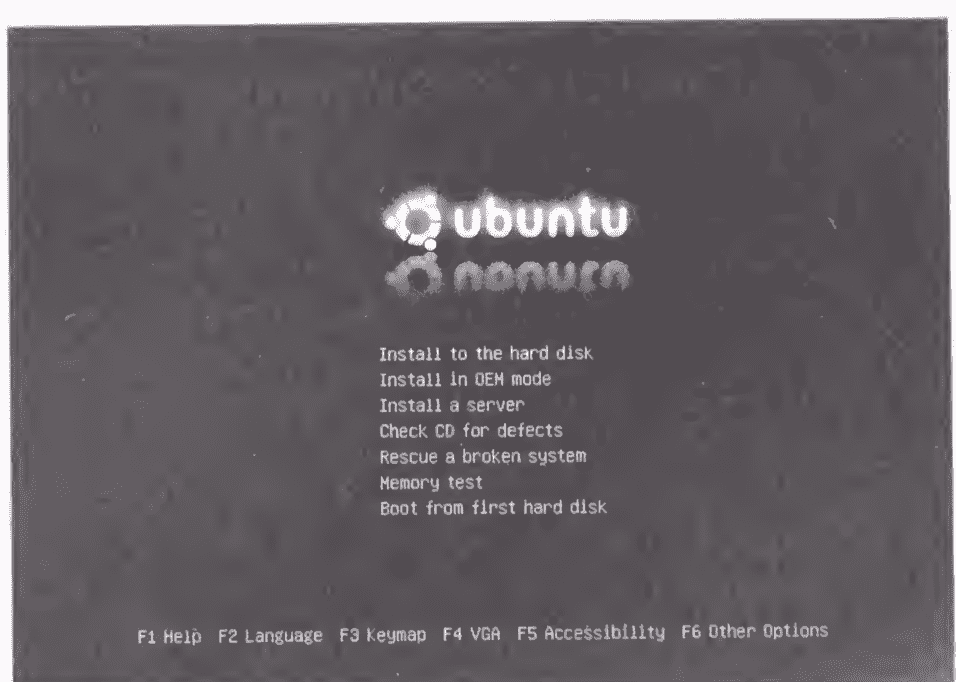 ubuntu
Install to the hard disk
Install in OEM mode
Install a server
Check CD for defects
Rescue a broken system
Memory test
Boot from first hard disk
F1 Help F2 Language F3 Keymap F4 VGA F5 Accessibility F6 Other Options